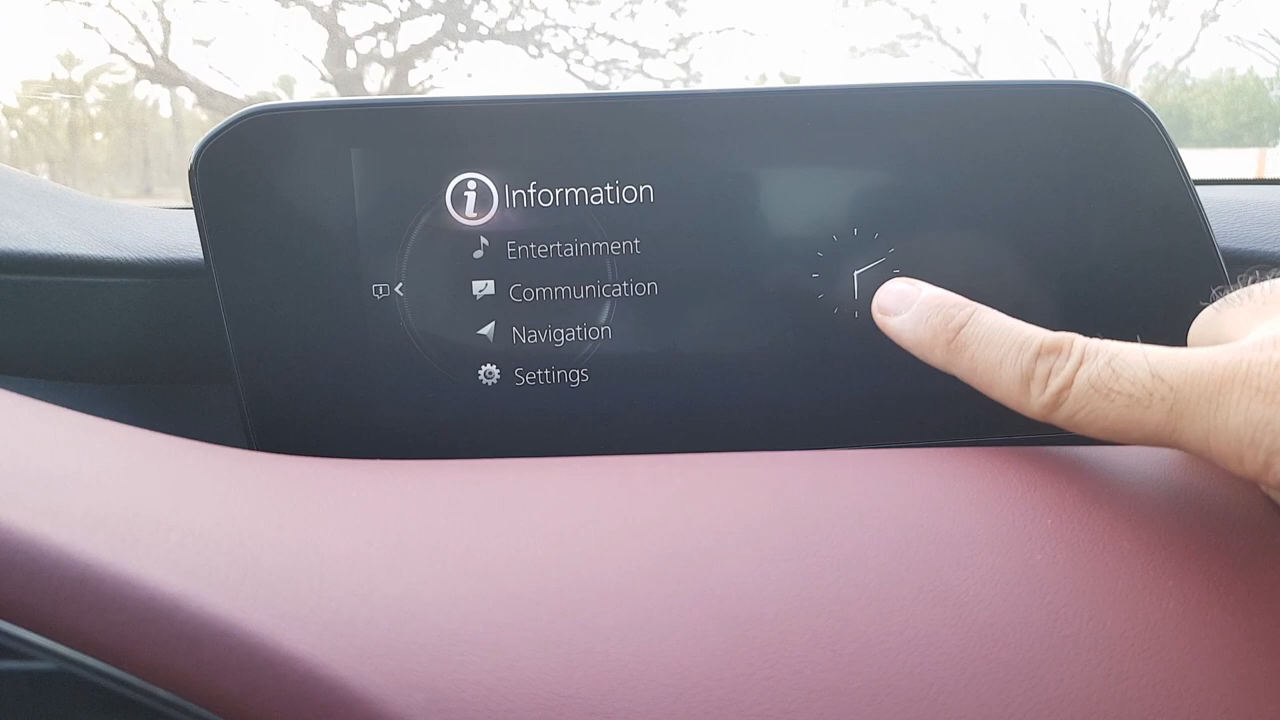 Information
Entertainment
Communication
Navigation
Settings